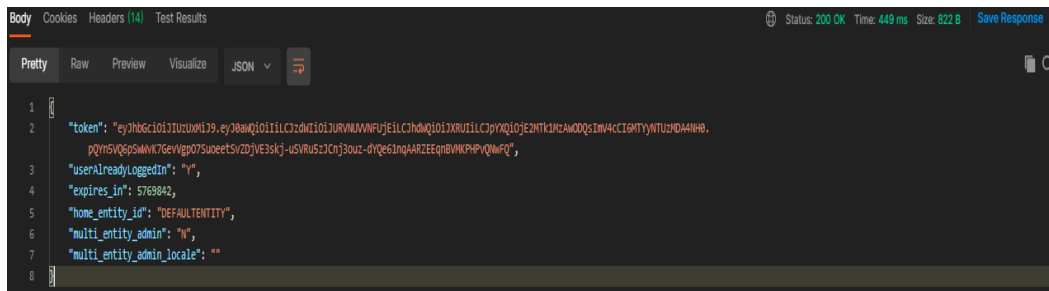 Body Cookies Headers (14) Test Results Status: 200 OK Time: 449 ms Size: 822 B Save Response
Pretty Raw Preview Visualize JSON
1 {
2 "token": "eyJhbGciOiJIUzUxMiJ9.eyJ0aWQiOiIiLCJzdWIiOiJURVNUVVNFUjEiLCJhdWQiOiJXRUIiLCJpYXQiOjE2MTk1MzAwODQsImV4cCI6MTYyNTUzMDA4NH0.
pQYn5VQ6pSwWvK7GevVgpO7SuoeetSvZDjVE3skj-uSVRu5zJCnj3ouz-dYQe61nqAARZEEqnBVMKPHPvQNwFQ",
3 "userAlreadyLoggedIn": "Y",
4 "expires_in": 5769842,
5 "home_entity_id": "DEFAULTENTITY",
6 "multi_entity_admin": "N",
7 "multi_entity_admin_locale": ""
8 }